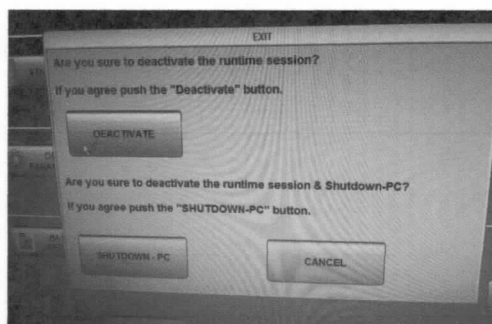 EXIT
Are you sure to deactivate the runtime session?
If you agree push the "Deactivate" button.
DEACTIVATE
Are you sure to deactivate the runtime session & Shutdown-PC?
If you agree push the "SHUTDOWN-PC" button.
SHUTDOWN - PC
CANCEL